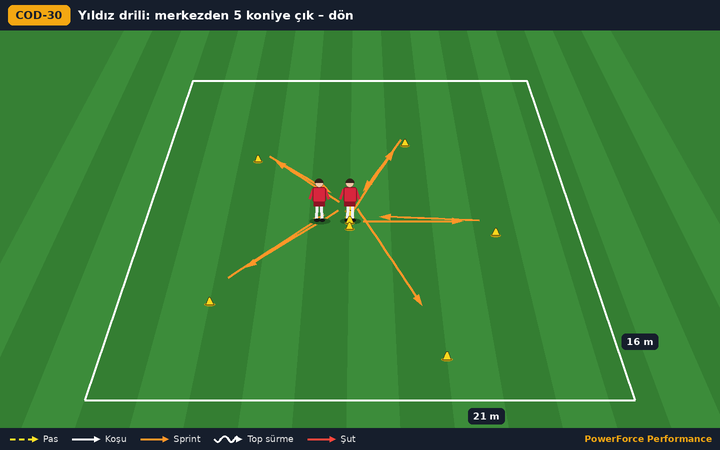 COD-30 Yıldız drili: merkezden 5 koniye çık – dön
16 m
21 m
Pas Koşu Sprint Top sürme Şut PowerForce Performance